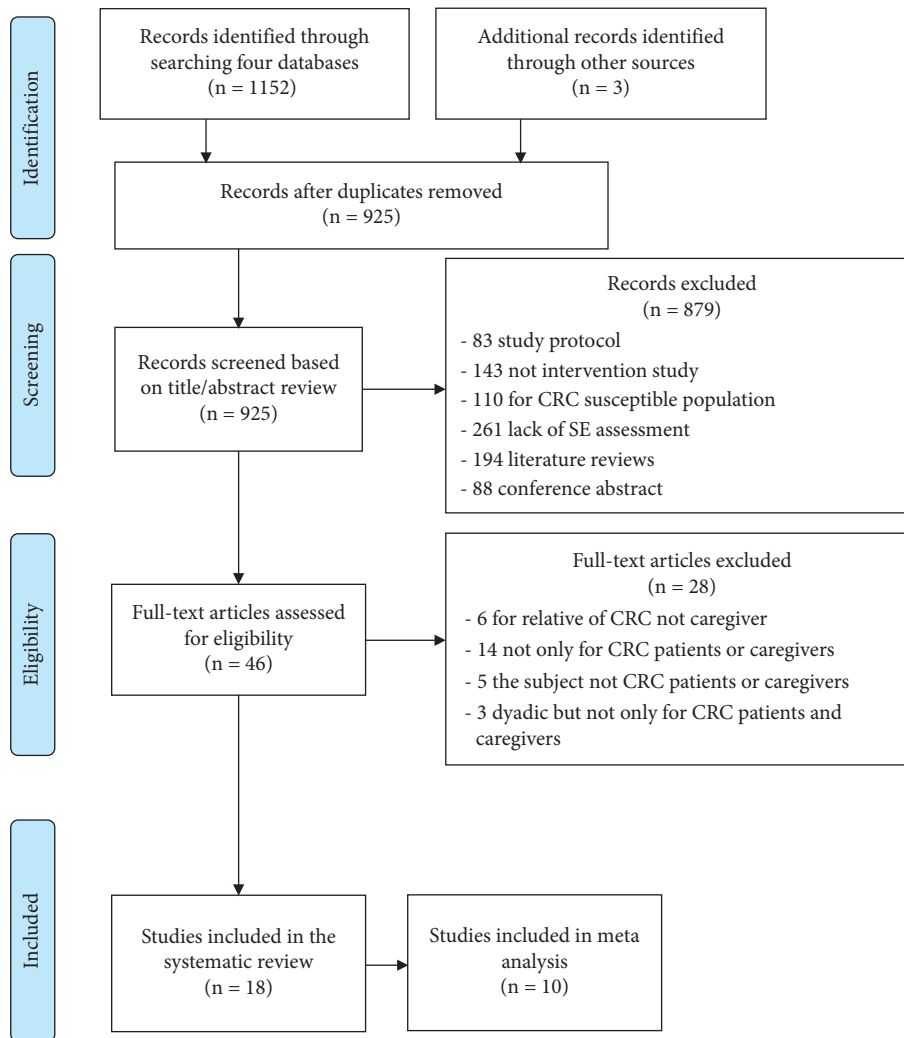 Identification
Records identified through
searching four databases
(n = 1152)
Additional records identified
through other sources
(n = 3)
Records after duplicates removed
(n = 925)
Screening
Records screened based
on title/abstract review
(n = 925)
Records excluded
(n = 879)
- 83 study protocol
- 143 not intervention study
- 110 for CRC susceptible population
- 261 lack of SE assessment
- 194 literature reviews
- 88 conference abstract
Eligibility
Full-text articles assessed
for eligibility
(n = 46)
Full-text articles excluded
(n = 28)
- 6 for relative of CRC not caregiver
- 14 not only for CRC patients or caregivers
- 5 the subject not CRC patients or caregivers
- 3 dyadic but not only for CRC patients and
caregivers
Included
Studies included in the
systematic review
(n = 18)
Studies included in meta
analysis
(n = 10)